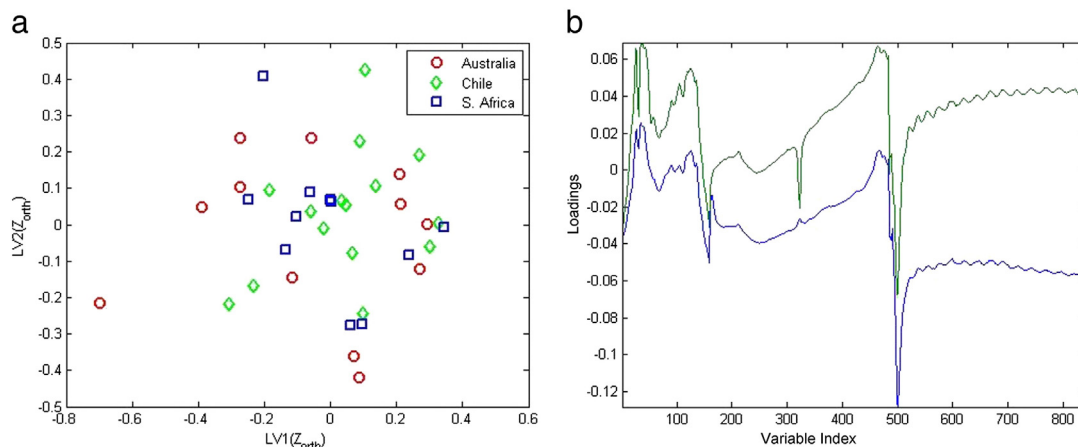 a
0.5
0.4
0.3
0.2
0.1
0
-0.1
-0.2
-0.3
-0.4
-0.5
-0.8 -0.6 -0.4 -0.2 0 0.2 0.4 0.6
LV2(Zorth)
LV1(Zorth)
Australia
Chile
S. Africa
b
0.06
0.04
0.02
0
-0.02
-0.04
-0.06
-0.08
-0.1
-0.12
100 200 300 400 500 600 700 800
Loadings
Variable Index